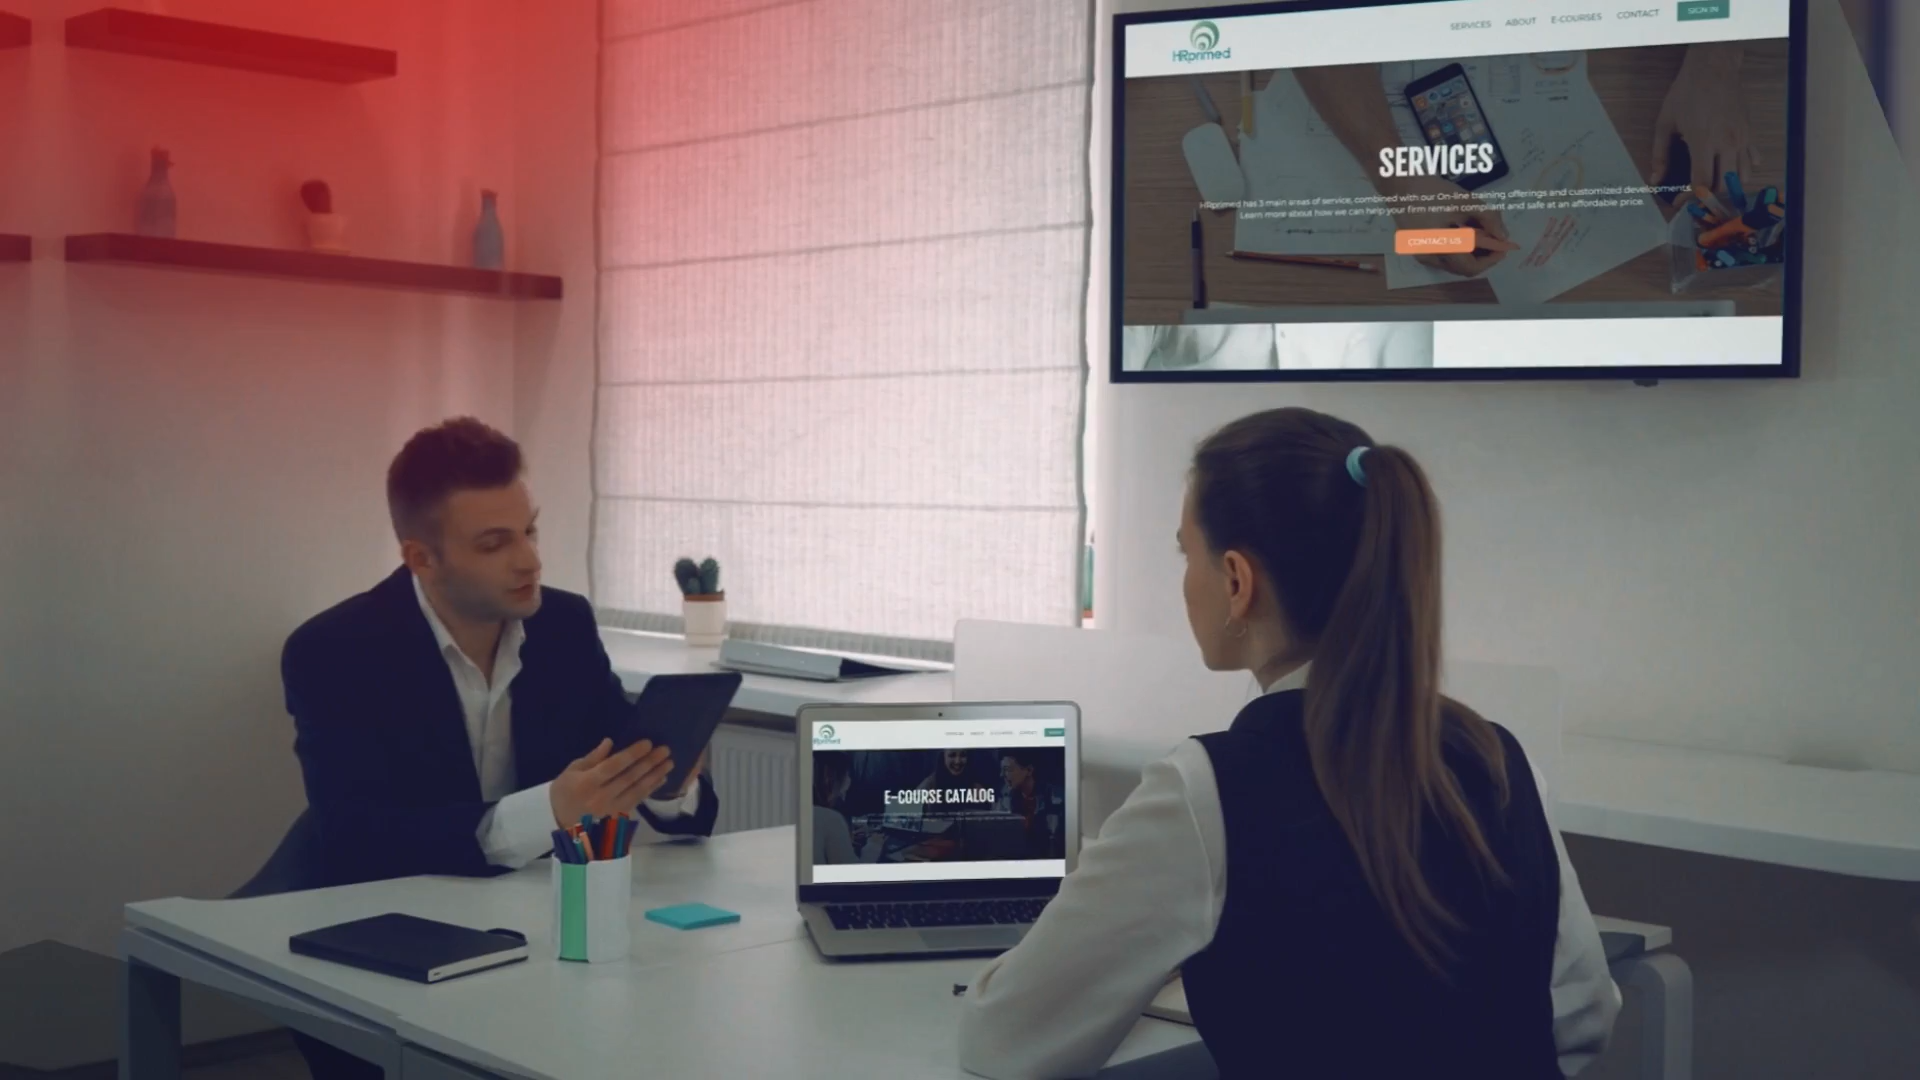 HRprimed
SERVICES ABOUT E-COURSES CONTACT SIGN IN
SERVICES
HRprimed has 3 main areas of service, combined with our On-line training offerings and customized developments.
Learn more about how we can help your firm remain compliant and safe at an affordable price.
CONTACT US
HRprimed
E-COURSE CATALOG